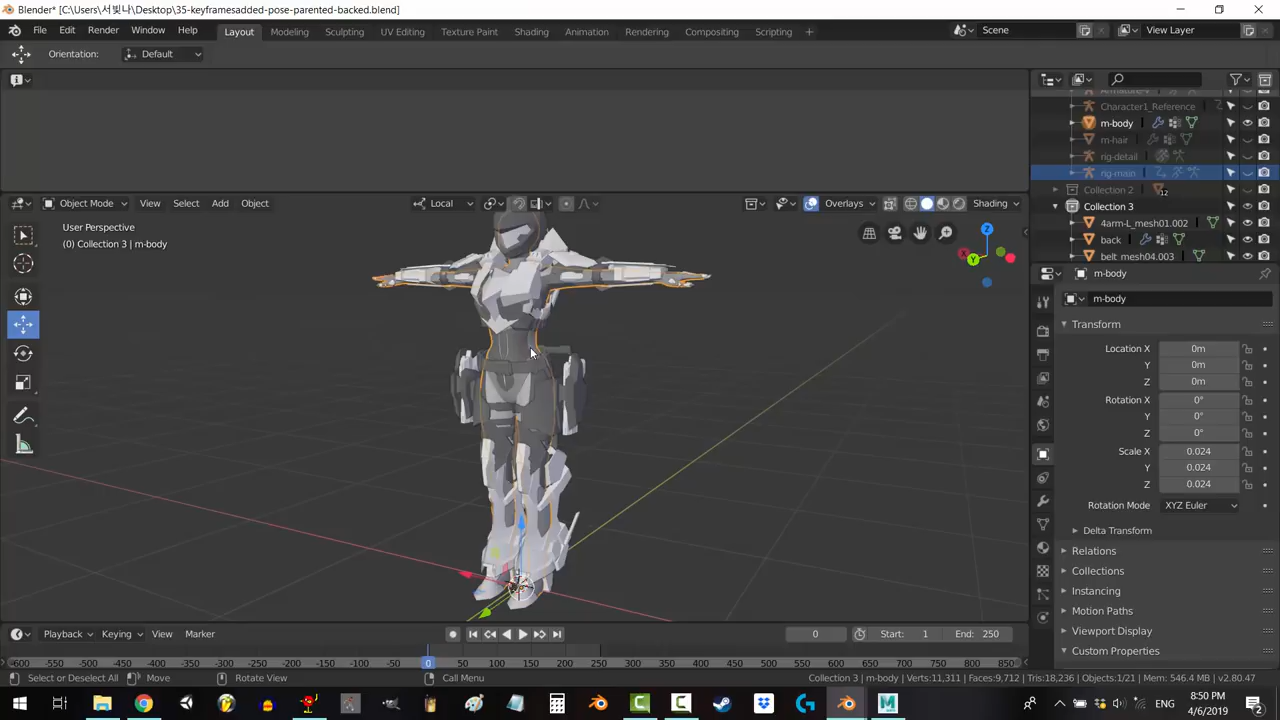 Blender* [C:\Users\서빛나\Desktop\35-keyframesadded-pose-parented-backed.blend]
File Edit Render Window Help Layout Modeling Sculpting UV Editing Texture Paint Shading Animation Rendering Compositing Scripting + Scene View Layer
Orientation: Default
Character1_Reference
m-body
m-hair
rig-detail
rig-main
Collection 2 12
Collection 3
4arm-L_mesh01.002
back
belt_mesh04.003
Object Mode View Select Add Object Local Overlays Shading
User Perspective
(0) Collection 3 | m-body
Z
X
Y
m-body
m-body
Transform
Location X 0m
Y 0m
Z 0m
Rotation X 0°
Y 0°
Z 0°
Scale X 0.024
Y 0.024
Z 0.024
Rotation Mode XYZ Euler
Delta Transform
Relations
Collections
Instancing
Motion Paths
Viewport Display
Custom Properties
Playback Keying View Marker 0 Start: 1 End: 250
-600 -550 -500 -450 -400 -350 -300 -250 -200 -150 -100 -50 0 50 100 150 200 250 300 350 400 450 500 550 600 650 700 750 800 850
Select or Deselect All Move Rotate View Call Menu Collection 3 | m-body | Verts:11,311 | Faces:9,712 | Tris:18,236 | Objects:1/21 | Mem: 546.4 MB | v2.80.47
ENG
8:50 PM
4/6/2019
2